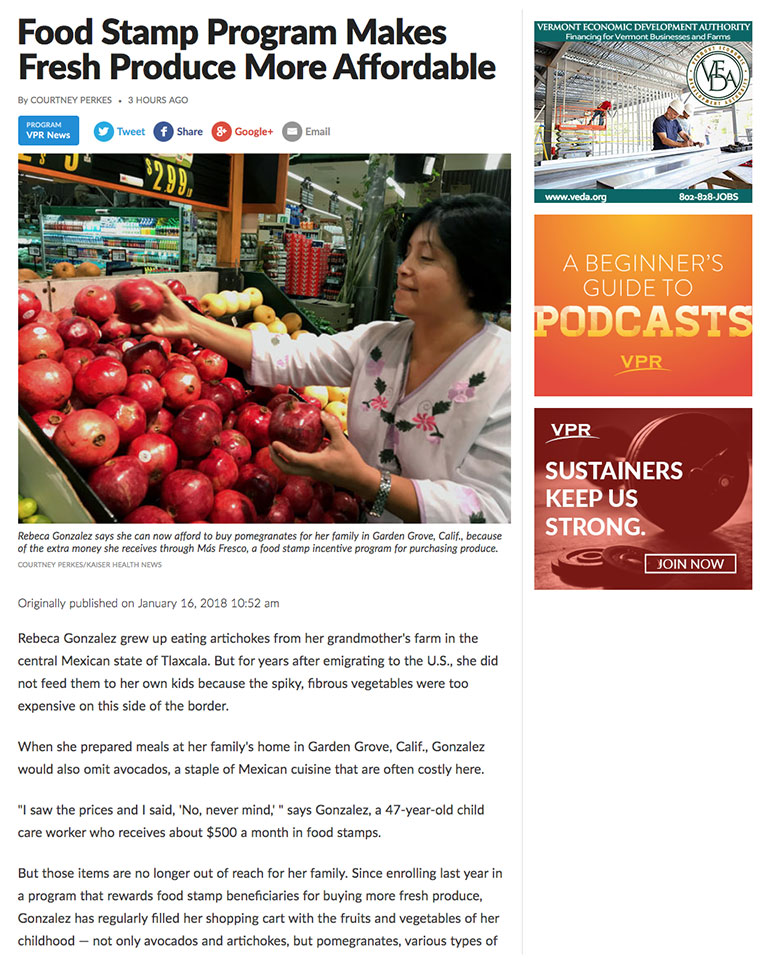 Food Stamp Program Makes
Fresh Produce More Affordable
By COURTNEY PERKES • 3 HOURS AGO
PROGRAM
VPR News
Tweet
Share
Google+
Email
$2.99
Rebeca Gonzalez says she can now afford to buy pomegranates for her family in Garden Grove, Calif., because
of the extra money she receives through Más Fresco, a food stamp incentive program for purchasing produce.
COURTNEY PERKES/KAISER HEALTH NEWS
Originally published on January 16, 2018 10:52 am
Rebeca Gonzalez grew up eating artichokes from her grandmother's farm in the
central Mexican state of Tlaxcala. But for years after emigrating to the U.S., she did
not feed them to her own kids because the spiky, fibrous vegetables were too
expensive on this side of the border.
When she prepared meals at her family's home in Garden Grove, Calif., Gonzalez
would also omit avocados, a staple of Mexican cuisine that are often costly here.
"I saw the prices and I said, 'No, never mind,' " says Gonzalez, a 47-year-old child
care worker who receives about $500 a month in food stamps.
But those items are no longer out of reach for her family. Since enrolling last year in
a program that rewards food stamp beneficiaries for buying more fresh produce,
Gonzalez has regularly filled her shopping cart with the fruits and vegetables of her
childhood — not only avocados and artichokes, but pomegranates, various types of
VERMONT ECONOMIC DEVELOPMENT AUTHORITY
Financing for Vermont Businesses and Farms
VERMONT ECONOMIC DEVELOPMENT AUTHORITY
VEDA
www.veda.org
802-828-JOBS
A BEGINNER'S
GUIDE TO
PODCASTS
VPR
VPR
SUSTAINERS
KEEP US
STRONG.
JOIN NOW